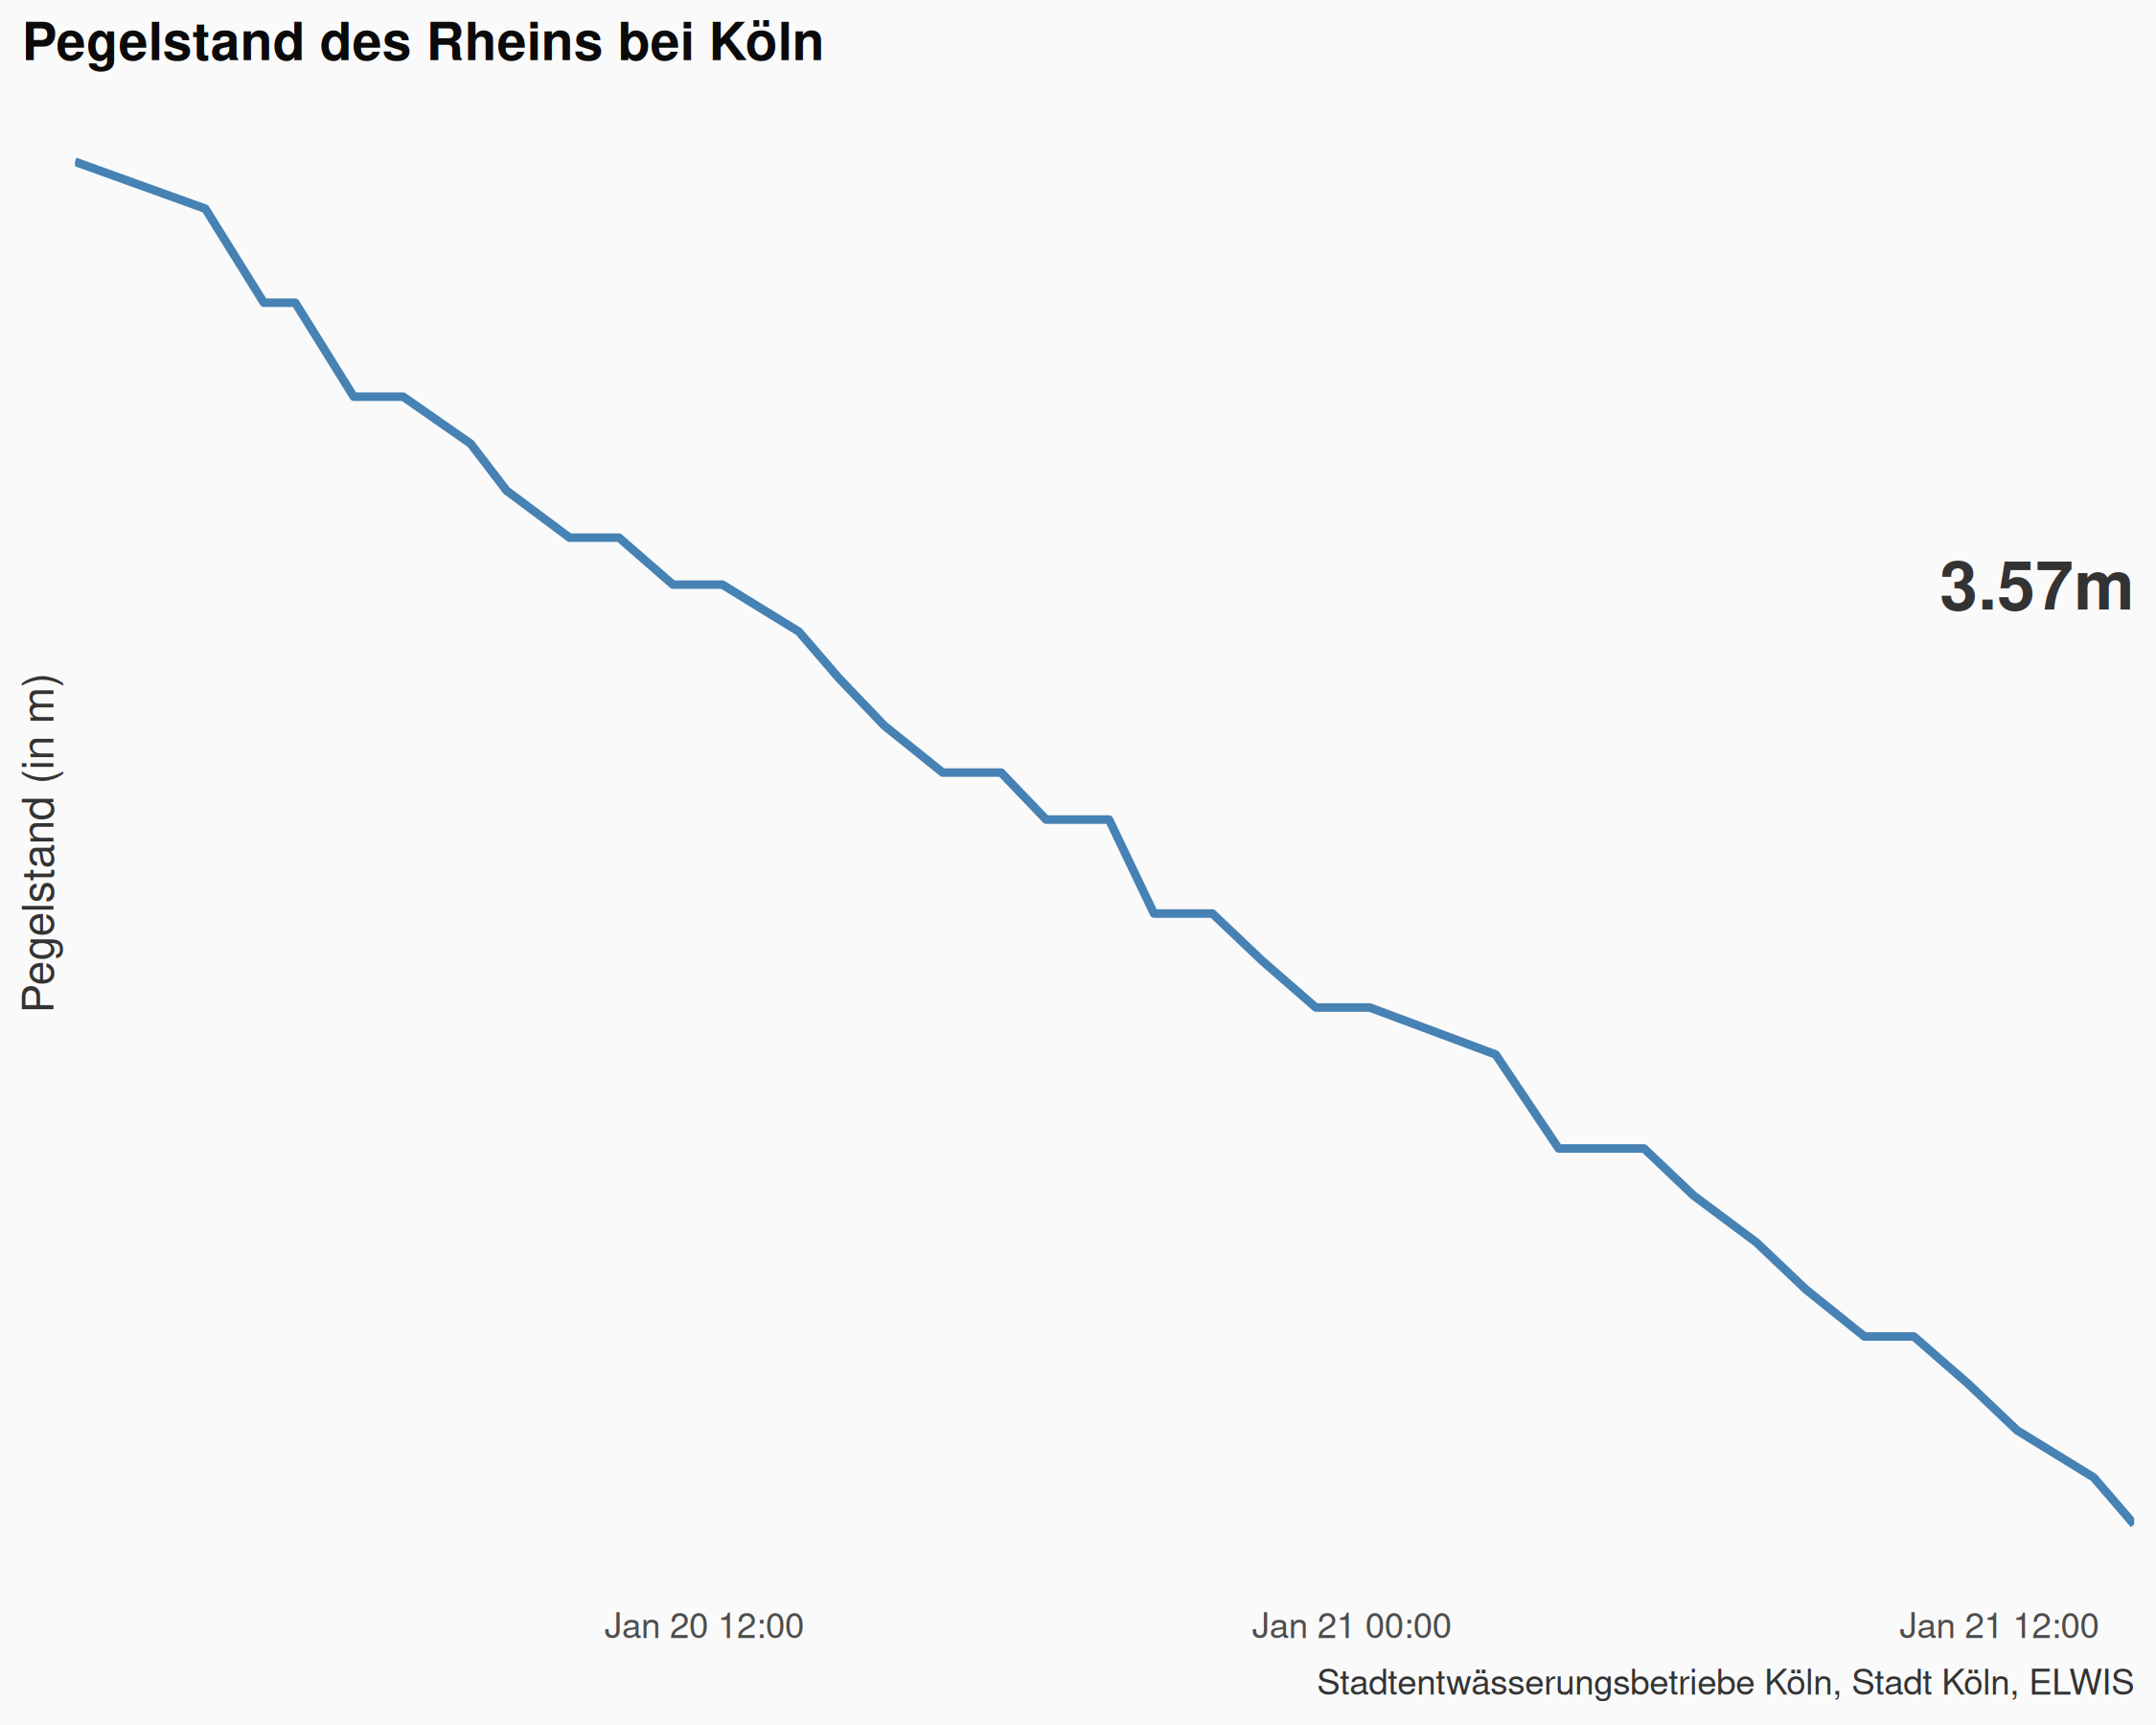 Pegelstand des Rheins bei Köln
3.57m
Pegelstand (in m)
Jan 20 12:00
Jan 21 00:00
Jan 21 12:00
Stadtentwässerungsbetriebe Köln, Stadt Köln, ELWIS